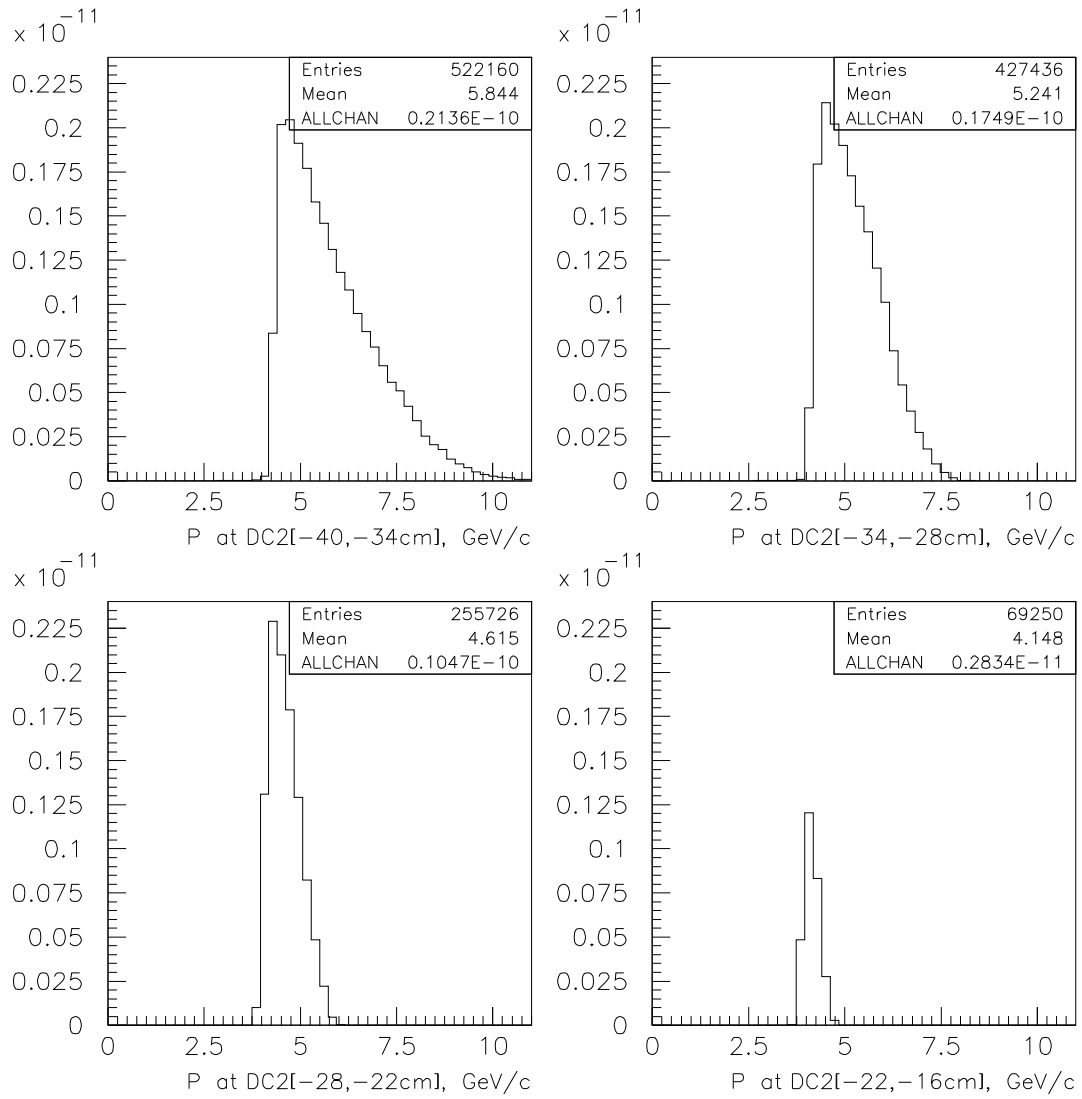 x 10^-11
0.225
0.2
0.175
0.15
0.125
0.1
0.075
0.05
0.025
0
Entries 522160
Mean 5.844
ALLCHAN 0.2136E-10
0 2.5 5 7.5 10
P at DC2[-40,-34cm], GeV/c
x 10^-11
0.225
0.2
0.175
0.15
0.125
0.1
0.075
0.05
0.025
0
Entries 427436
Mean 5.241
ALLCHAN 0.1749E-10
0 2.5 5 7.5 10
P at DC2[-34,-28cm], GeV/c
x 10^-11
0.225
0.2
0.175
0.15
0.125
0.1
0.075
0.05
0.025
0
Entries 255726
Mean 4.615
ALLCHAN 0.1047E-10
0 2.5 5 7.5 10
P at DC2[-28,-22cm], GeV/c
x 10^-11
0.225
0.2
0.175
0.15
0.125
0.1
0.075
0.05
0.025
0
Entries 69250
Mean 4.148
ALLCHAN 0.2834E-11
0 2.5 5 7.5 10
P at DC2[-22,-16cm], GeV/c